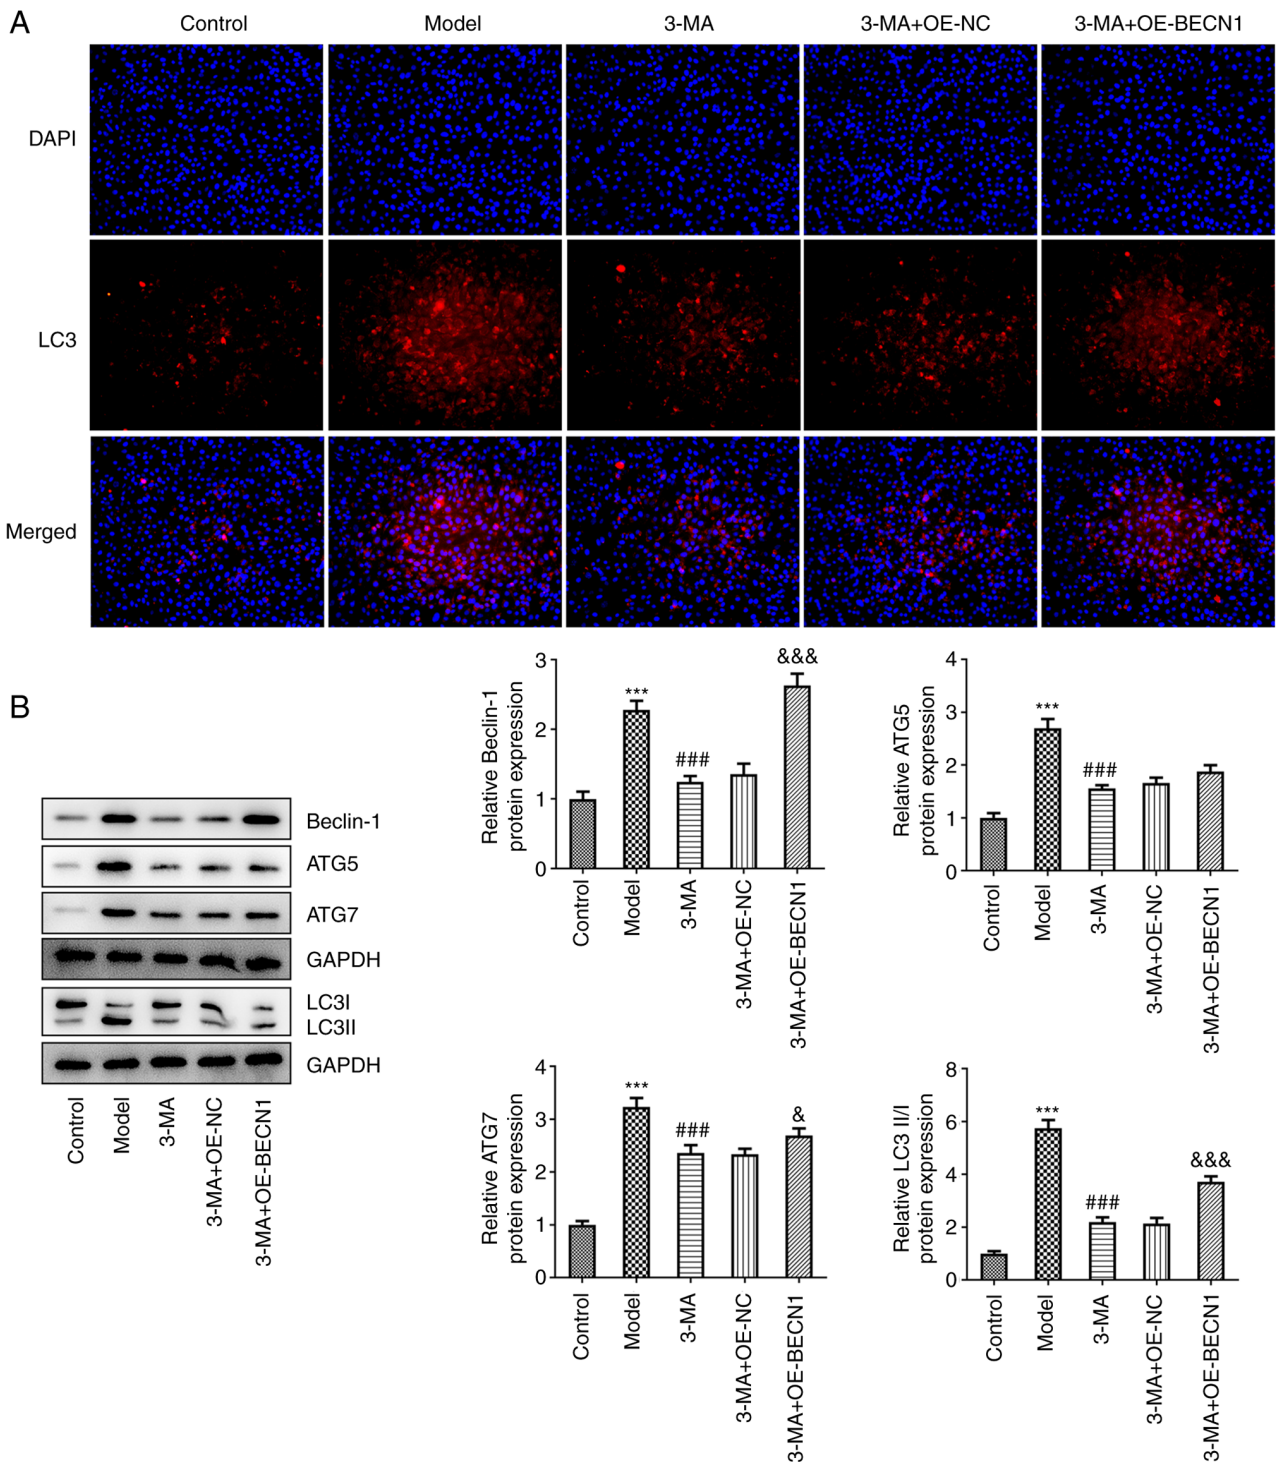 A
Control
Model
3-MA
3-MA+OE-NC
3-MA+OE-BECN1
DAPI
LC3
Merged
B
Beclin-1
ATG5
ATG7
GAPDH
LC3I
LC3II
GAPDH
Control
Model
3-MA
3-MA+OE-NC
3-MA+OE-BECN1
Relative Beclin-1
protein expression
3
2
1
0
***
###
&&&
Control
Model
3-MA
3-MA+OE-NC
3-MA+OE-BECN1
Relative ATG5
protein expression
4
3
2
1
0
***
###
Control
Model
3-MA
3-MA+OE-NC
3-MA+OE-BECN1
Relative ATG7
protein expression
4
3
2
1
0
***
###
&
Control
Model
3-MA
3-MA+OE-NC
3-MA+OE-BECN1
Relative LC3 II/I
protein expression
8
6
4
2
0
***
###
&&&
Control
Model
3-MA
3-MA+OE-NC
3-MA+OE-BECN1